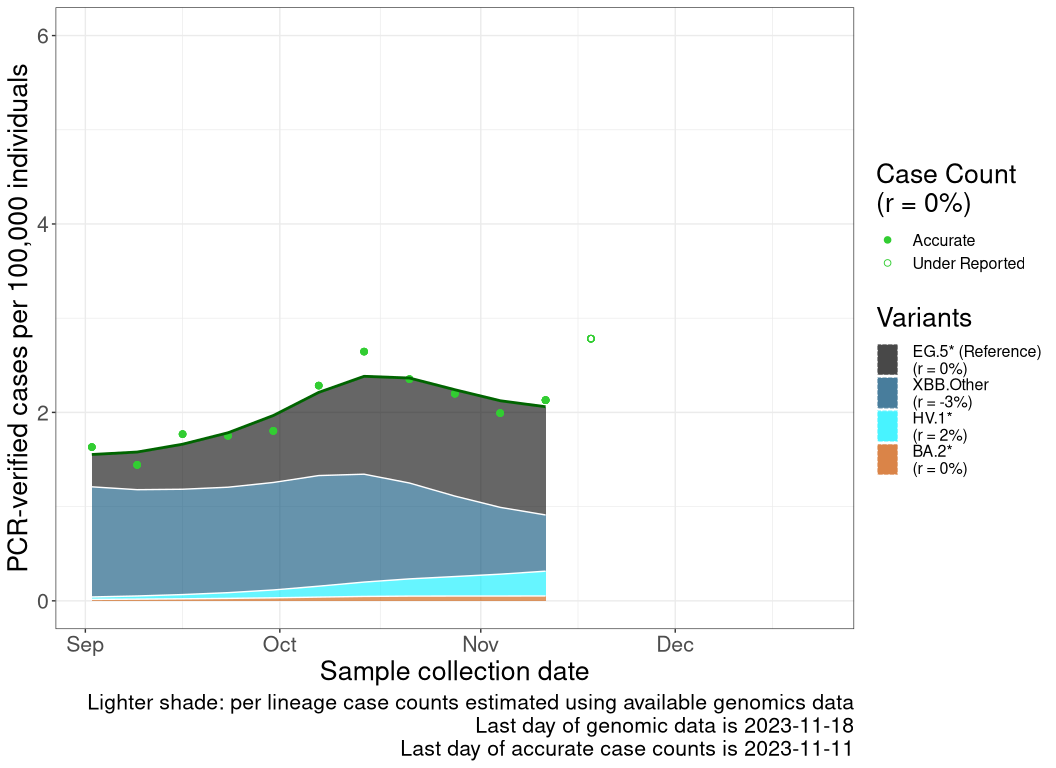 PCR-verified cases per 100,000 individuals
6
4
2
0
Sep
Oct
Nov
Dec
Sample collection date
Lighter shade: per lineage case counts estimated using available genomics data
Last day of genomic data is 2023-11-18
Last day of accurate case counts is 2023-11-11
Case Count
(r = 0%)
Accurate
Under Reported
Variants
EG.5* (Reference)
(r = 0%)
XBB.Other
(r = -3%)
HV.1*
(r = 2%)
BA.2*
(r = 0%)